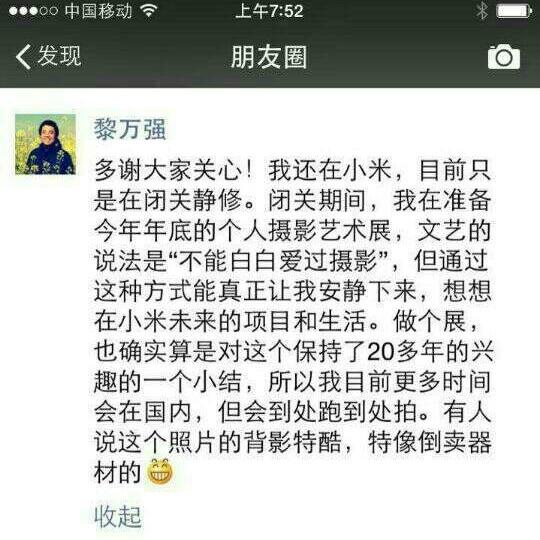 中国移动 上午7:52
发现 朋友圈
黎万强
多谢大家关心！我还在小米，目前只
是在闭关静修。闭关期间，我在准备
今年年底的个人摄影艺术展，文艺的
说法是“不能白白爱过摄影”，但通过
这种方式能真正让我安静下来，想想
在小米未来的项目和生活。做个展，
也确实算是对这个保持了20多年的兴
趣的一个小结，所以我目前更多时间
会在国内，但会到处跑到处拍。有人
说这个照片的背影特酷，特像倒卖器
材的😁
收起